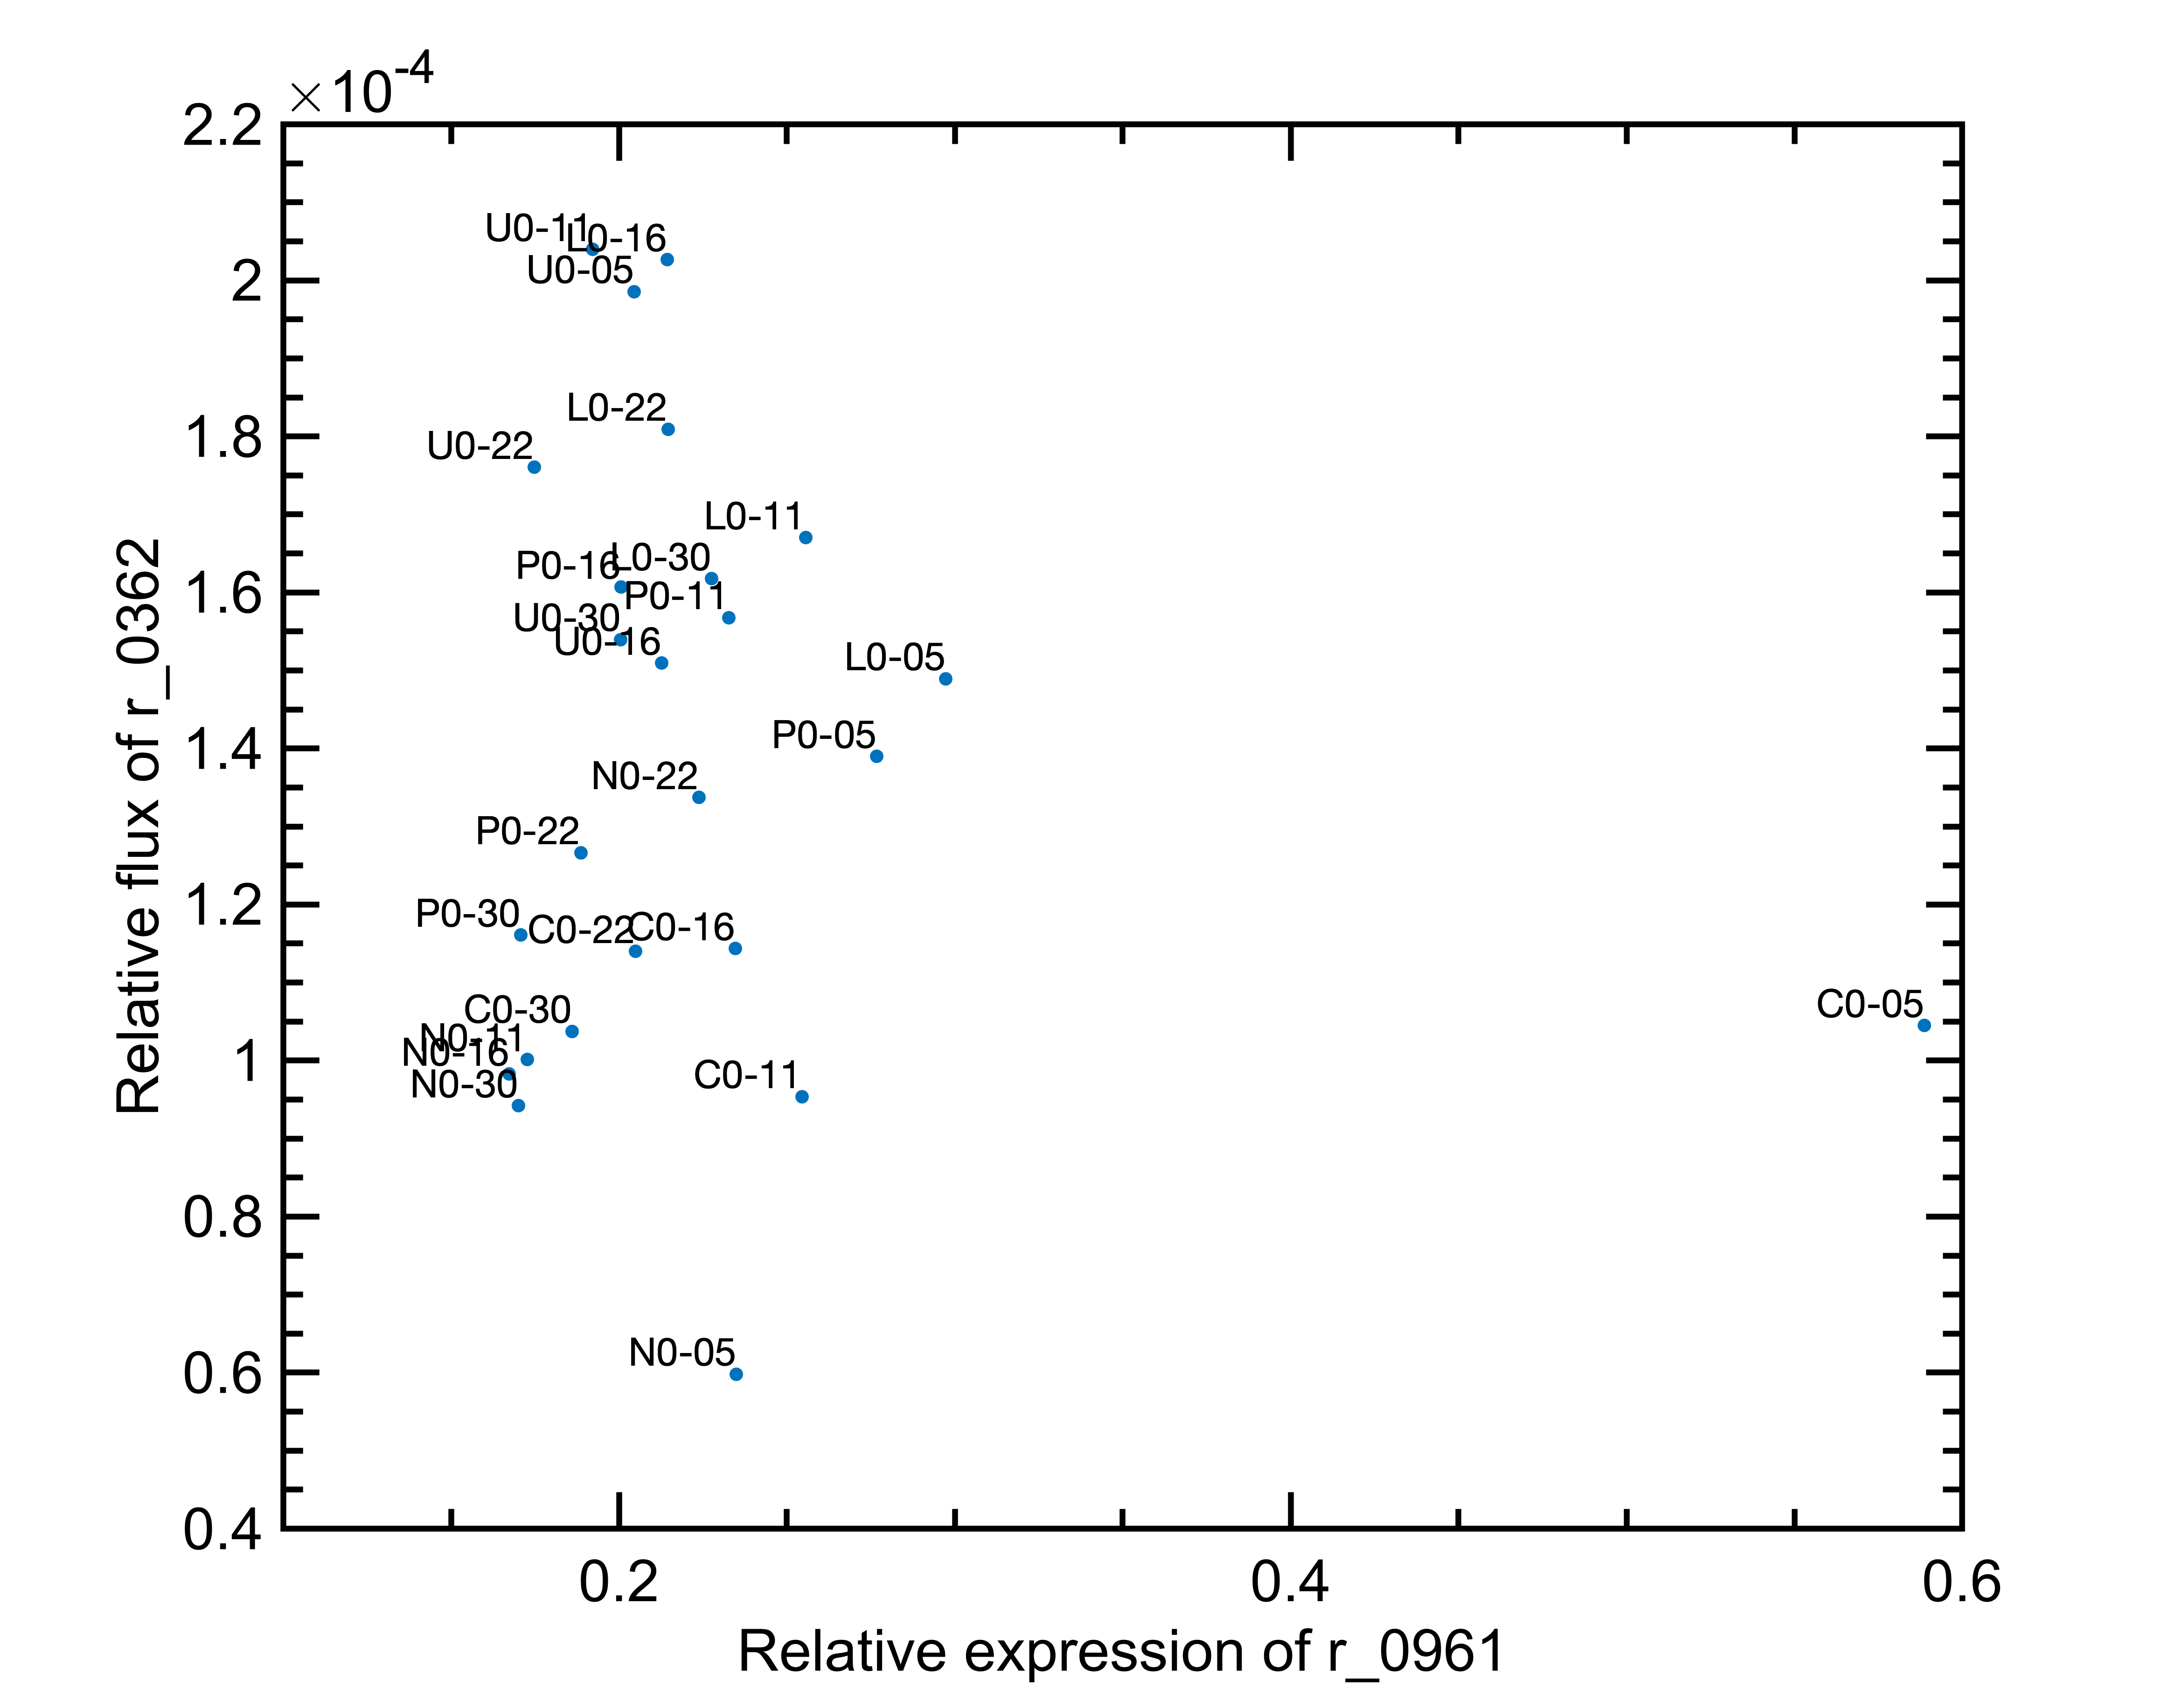 ×10-4
2.2
2
1.8
1.6
1.4
1.2
1
0.8
0.6
0.4
U0-11
L0-16
U0-05
L0-22
U0-22
L0-11
L0-30
P0-16
P0-11
U0-30
U0-16
L0-05
P0-05
N0-22
P0-22
P0-30
C0-22
C0-16
C0-30
C0-05
N0-11
N0-16
N0-30
C0-11
N0-05
0.2
0.4
0.6
Relative expression of r_0961
Relative flux of r_0362